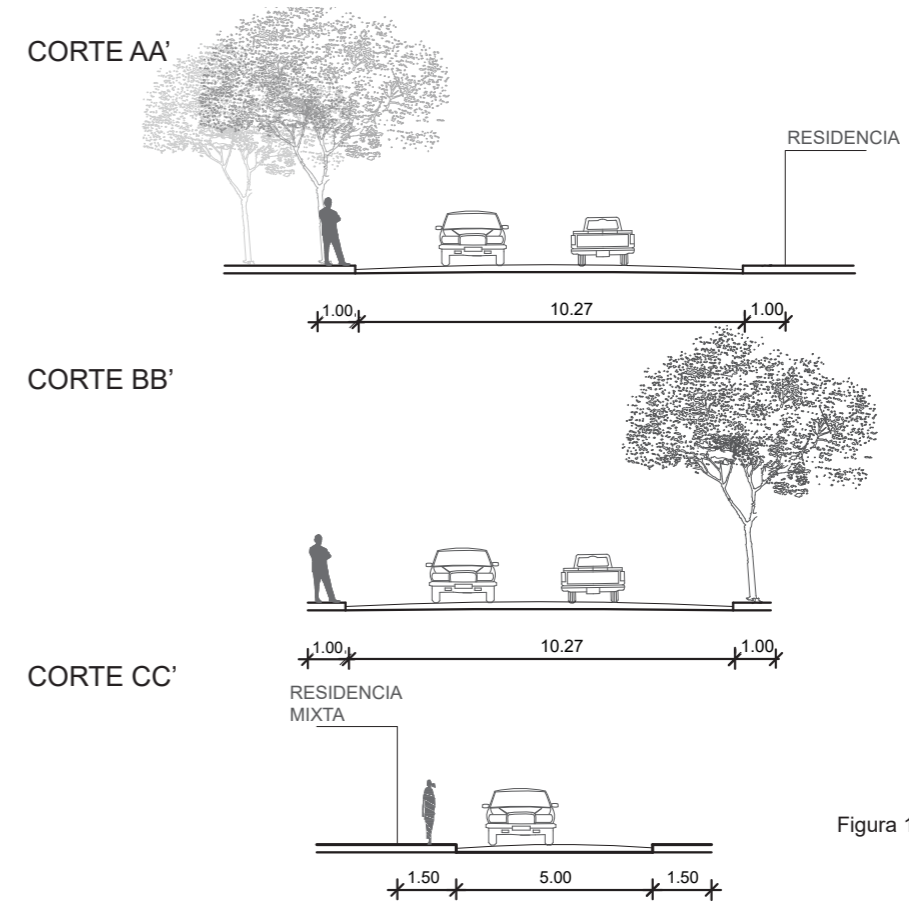 CORTE AA’
RESIDENCIA
1.00
10.27
1.00
CORTE BB’
1.00
10.27
1.00
CORTE CC’
RESIDENCIA
MIXTA
Figura 1
1.50
5.00
1.50